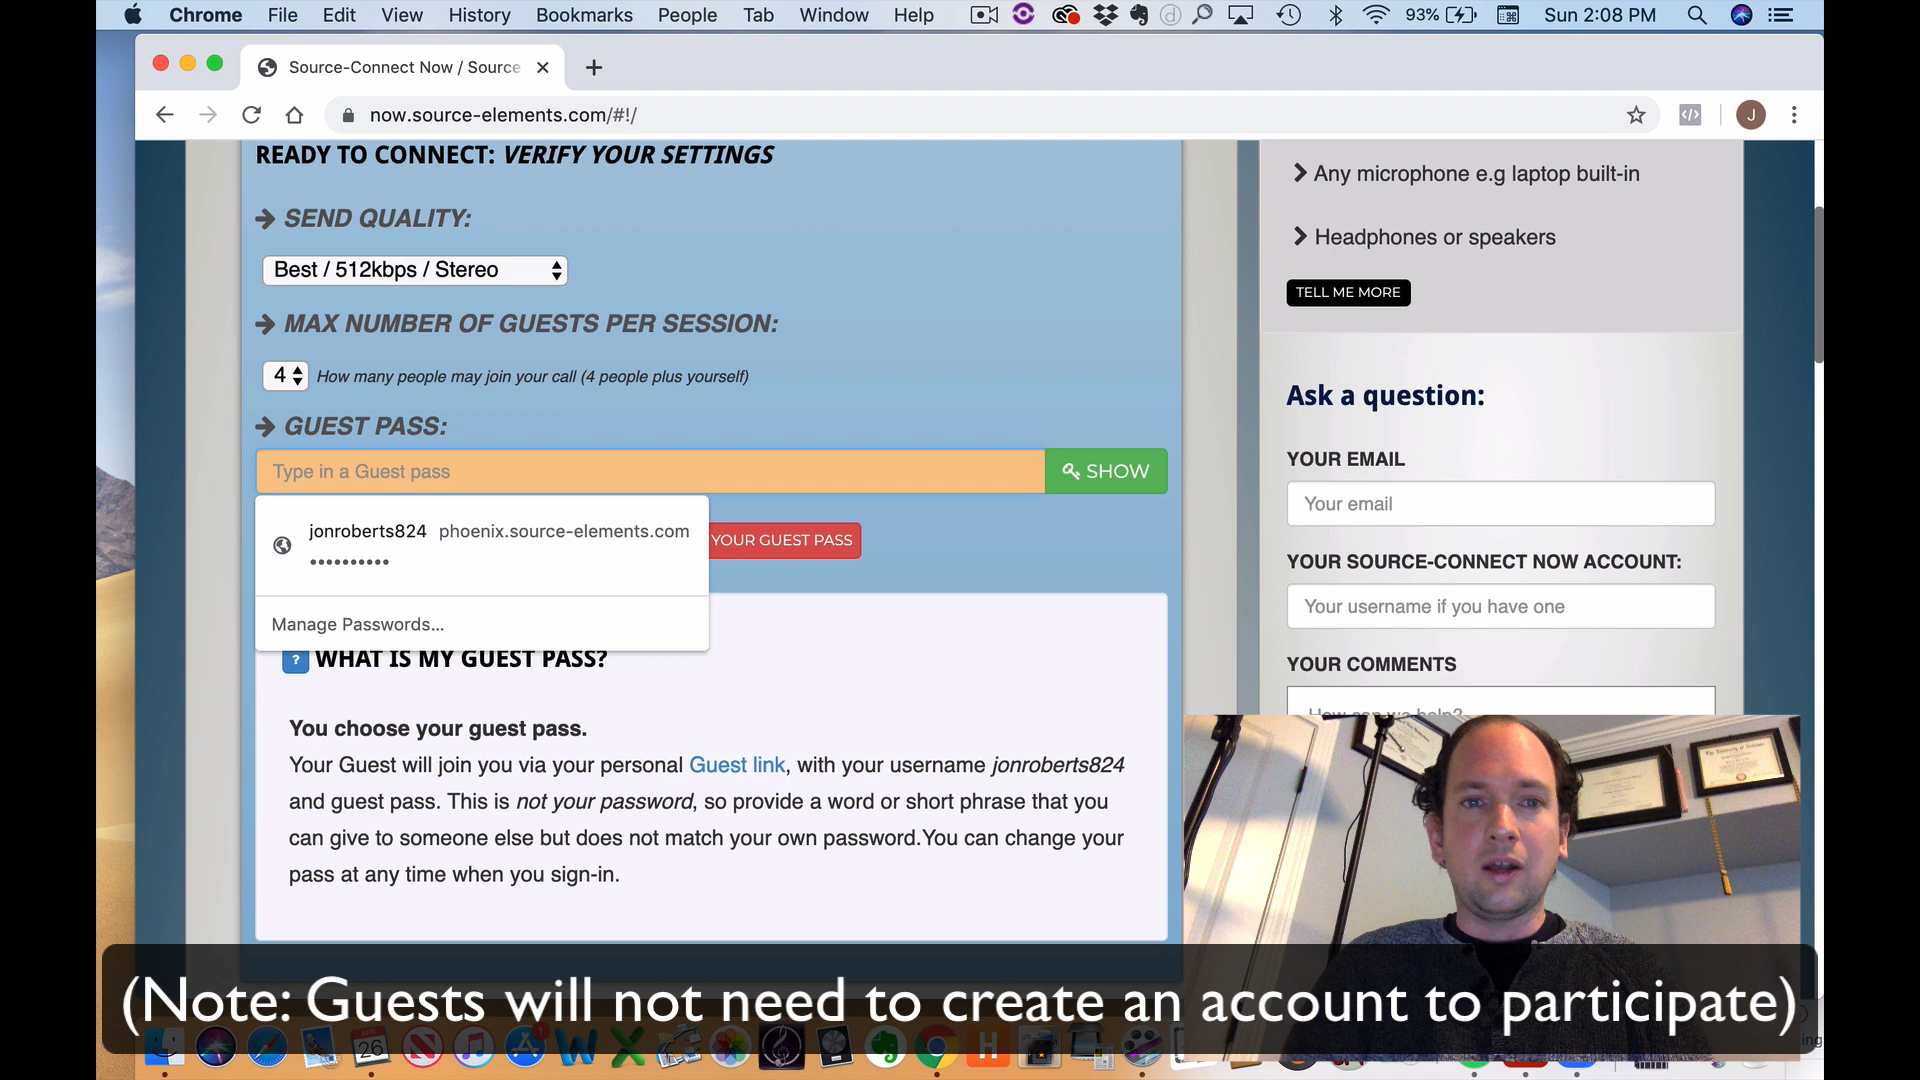 Chrome File Edit View History Bookmarks People Tab Window Help 93% Sun 2:08 PM
Source-Connect Now / Source
now.source-elements.com/#!/
J
READY TO CONNECT: VERIFY YOUR SETTINGS
SEND QUALITY:
Best / 512kbps / Stereo
MAX NUMBER OF GUESTS PER SESSION:
4 How many people may join your call (4 people plus yourself)
GUEST PASS:
Type in a Guest pass SHOW
jonroberts824 phoenix.source-elements.com
••••••••••
YOUR GUEST PASS
Manage Passwords...
? WHAT IS MY GUEST PASS?
You choose your guest pass.
Your Guest will join you via your personal Guest link, with your username jonroberts824
and guest pass. This is not your password, so provide a word or short phrase that you
can give to someone else but does not match your own password.You can change your
pass at any time when you sign-in.
Any microphone e.g laptop built-in
Headphones or speakers
TELL ME MORE
Ask a question:
YOUR EMAIL
Your email
YOUR SOURCE-CONNECT NOW ACCOUNT:
Your username if you have one
YOUR COMMENTS
How can we help?
(Note: Guests will not need to create an account to participate)
APR
26
1